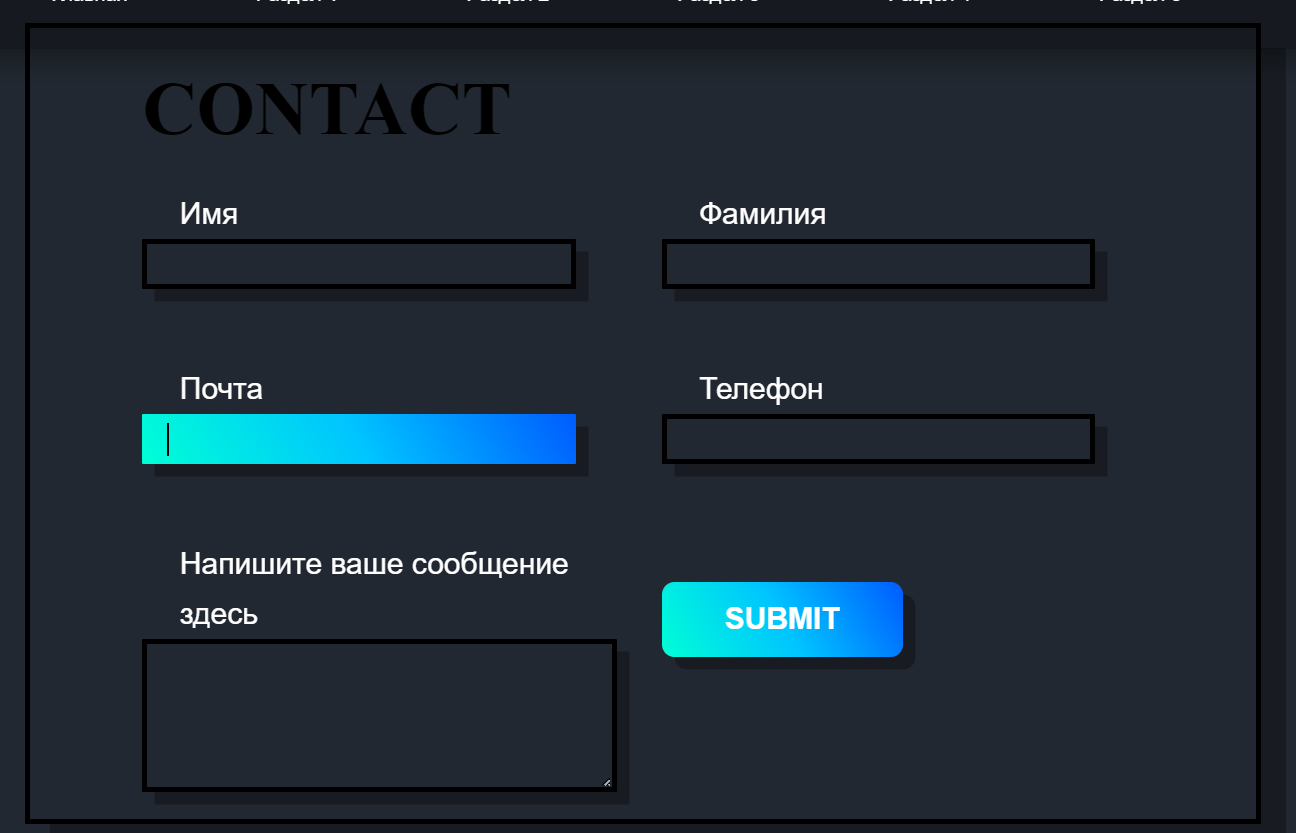 CONTACT
Имя
Фамилия
Почта
Телефон
Напишите ваше сообщение
здесь
SUBMIT